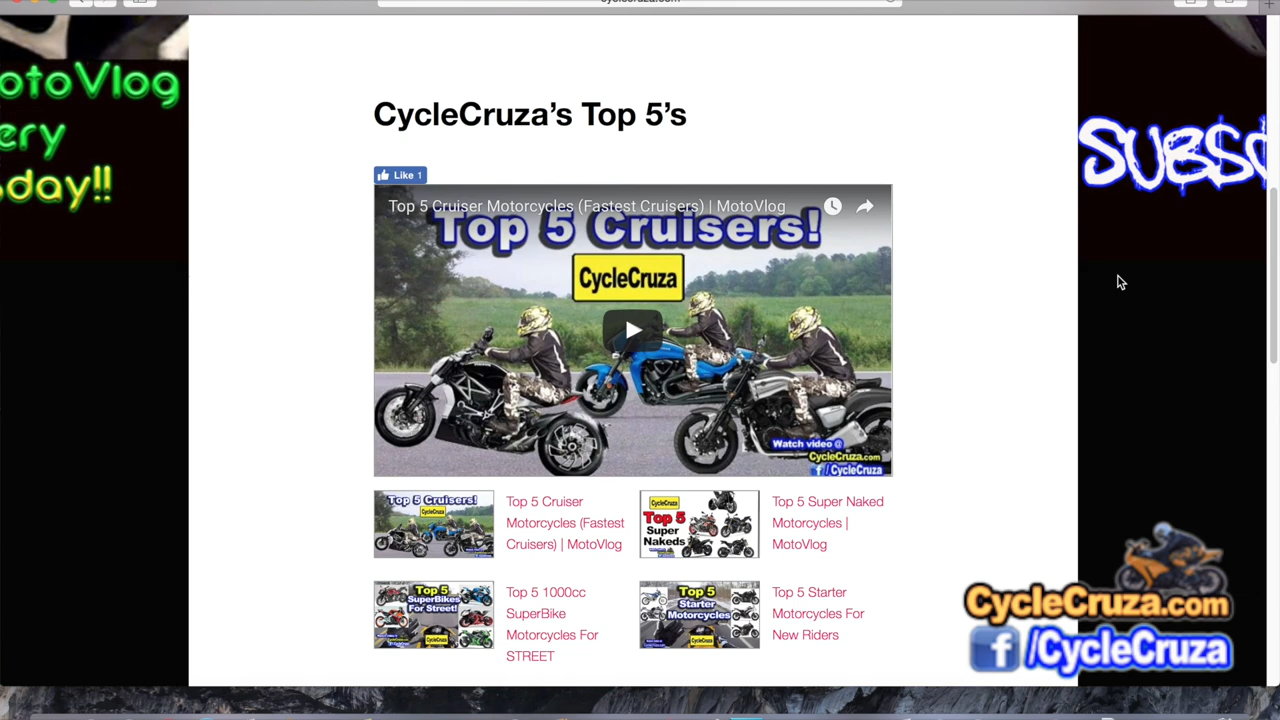 otoVlog
ery
day!!
SUBSC
CycleCruza's Top 5's
Like 1
Top 5 Cruiser Motorcycles (Fastest Cruisers) | MotoVlog
Top 5 Cruisers!
CycleCruza
Watch video @
CycleCruza.com
f /CycleCruza
Top 5 Cruisers!
CycleCruza
Top 5 Cruiser
Motorcycles (Fastest
Cruisers) | MotoVlog
CycleCruza
Top 5
Super
Nakeds
Top 5 Super Naked
Motorcycles |
MotoVlog
Top 5
SuperBikes
For Street!
CycleCruza
Top 5 1000cc
SuperBike
Motorcycles For
STREET
Top 5
Starter
Motorcycles
CycleCruza
Top 5 Starter
Motorcycles For
New Riders
CycleCruza.com
f /CycleCruza